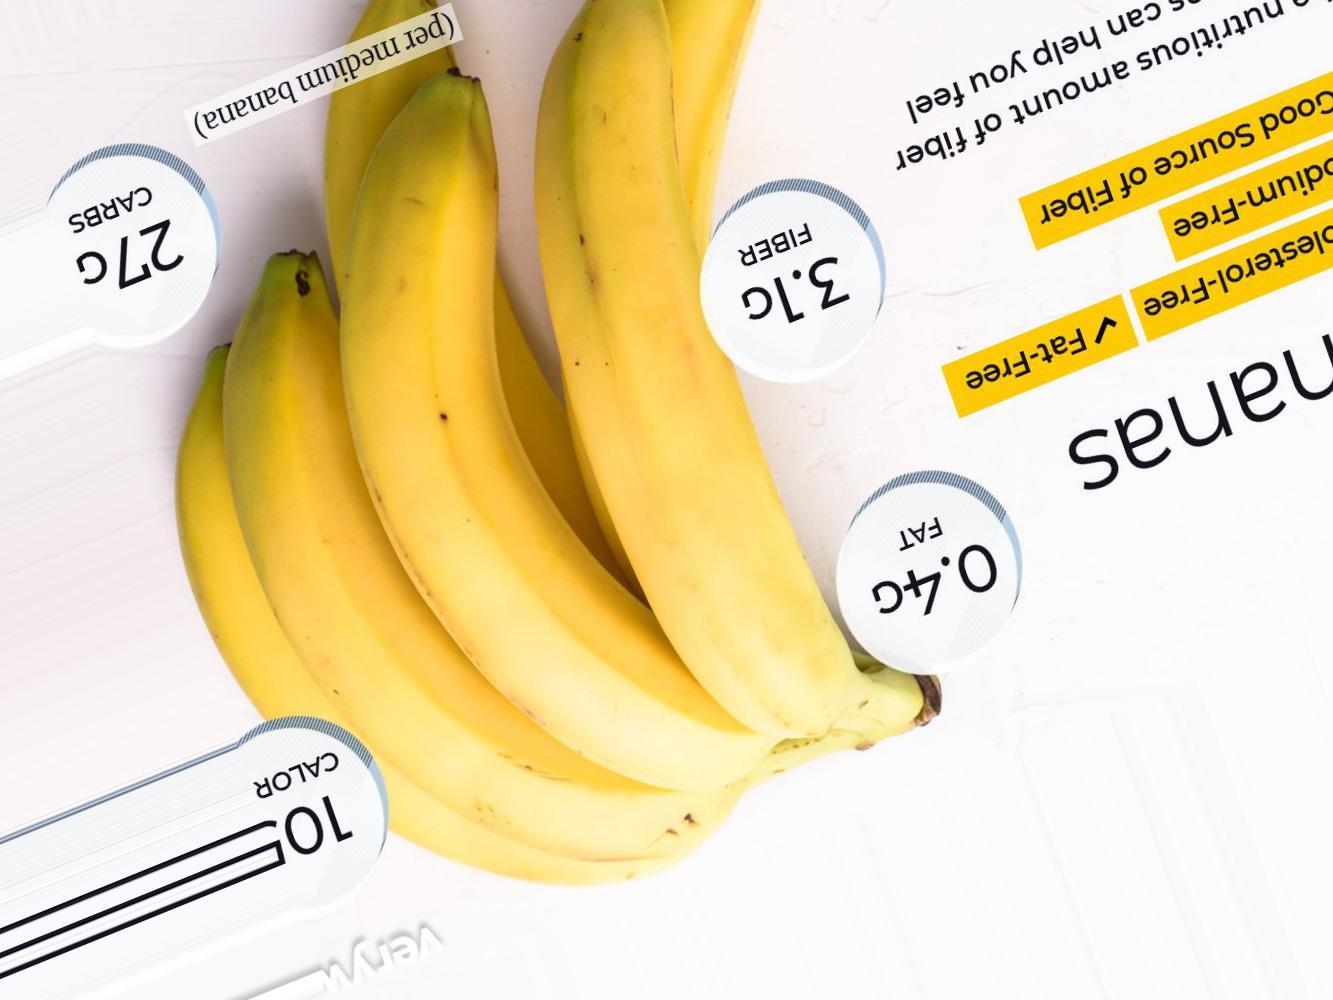 veryw
10
CALOR
nanas
0.4G
FAT
✓ Fat-Free
olesterol-Free
odium-Free
Good Source of Fiber
nutritious amount of fiber
can help you feel
3.1G
FIBER
27G
CARBS
(per medium banana)